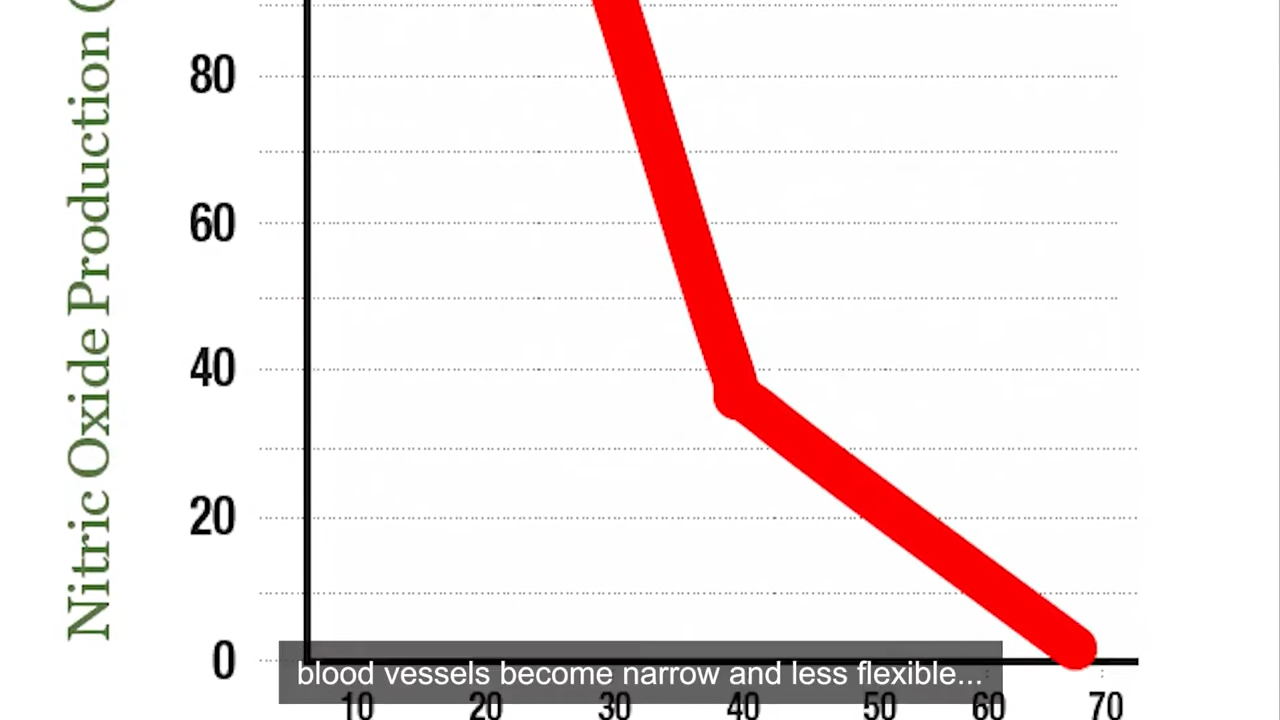 Nitric Oxide Production (
80
60
40
20
0
blood vessels become narrow and less flexible...
10 20 30 40 50 60 70